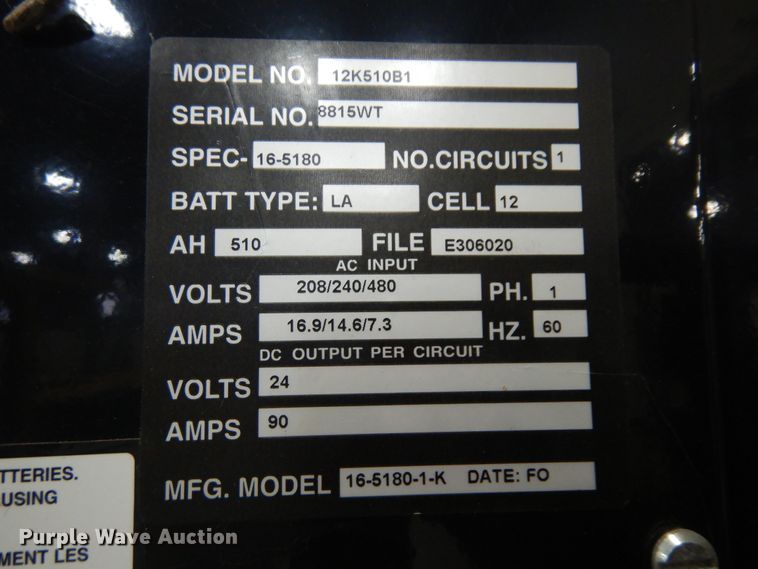 MODEL NO. 12K510B1
SERIAL NO. 8815WT
SPEC- 16-5180 NO.CIRCUITS 1
BATT TYPE: LA CELL 12
AH 510 FILE E306020
AC INPUT
VOLTS 208/240/480 PH. 1
AMPS 16.9/14.6/7.3 HZ. 60
DC OUTPUT PER CIRCUIT
VOLTS 24
AMPS 90
MFG. MODEL 16-5180-1-K DATE: FO
TTERIES.
USING
MENT LES
Purple Wave Auction